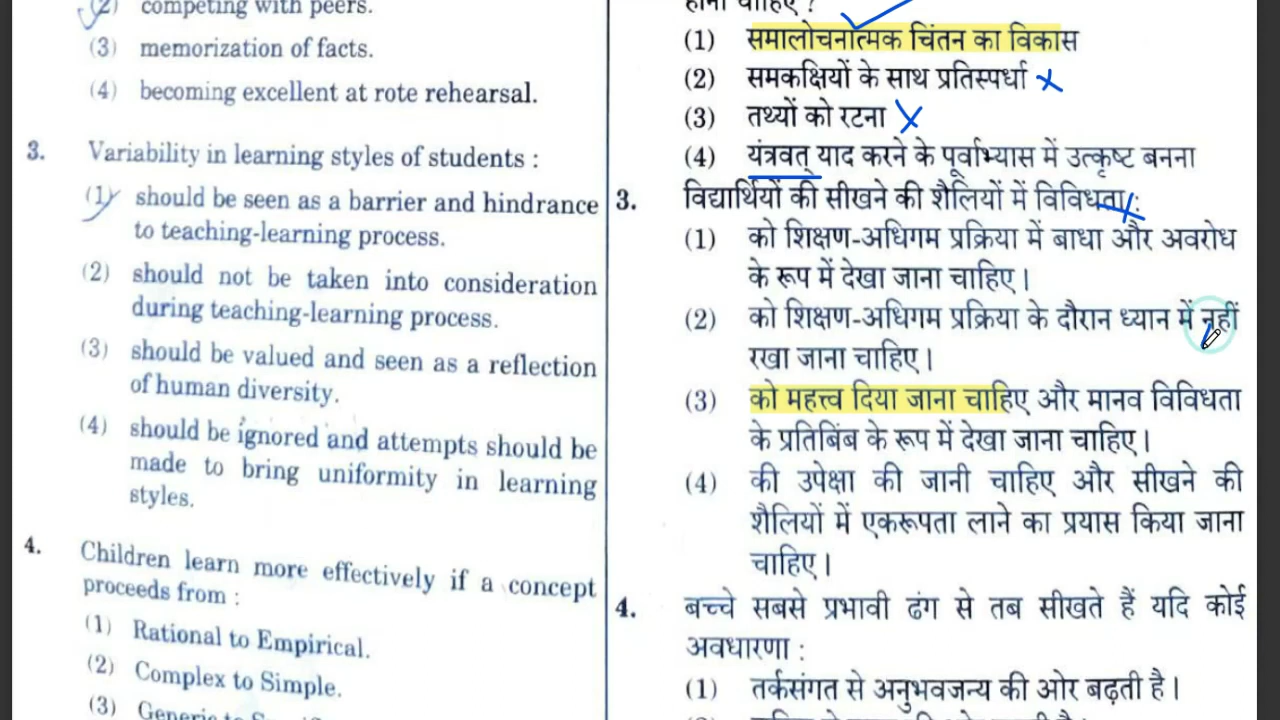 (2) competing with peers.
(3) memorization of facts.
(4) becoming excellent at rote rehearsal.
3. Variability in learning styles of students :
(1) should be seen as a barrier and hindrance
to teaching-learning process.
(2) should not be taken into consideration
during teaching-learning process.
(3) should be valued and seen as a reflection
of human diversity.
(4) should be ignored and attempts should be
made to bring uniformity in learning
styles.
4. Children learn more effectively if a concept
proceeds from :
(1) Rational to Empirical.
(2) Complex to Simple.
(3)
होना चाहिए ?
(1) समालोचनात्मक चिंतन का विकास
(2) समकक्षियों के साथ प्रतिस्पर्धा
(3) तथ्यों को रटना
(4) यंत्रवत् याद करने के पूर्वाभ्यास में उत्कृष्ट बनना
3. विद्यार्थियों की सीखने की शैलियों में विविधता :
(1) को शिक्षण-अधिगम प्रक्रिया में बाधा और अवरोध
के रूप में देखा जाना चाहिए।
(2) को शिक्षण-अधिगम प्रक्रिया के दौरान ध्यान में नहीं
रखा जाना चाहिए।
(3) को महत्त्व दिया जाना चाहिए और मानव विविधता
के प्रतिबिंब के रूप में देखा जाना चाहिए।
(4) की उपेक्षा की जानी चाहिए और सीखने की
शैलियों में एकरूपता लाने का प्रयास किया जाना
चाहिए।
4. बच्चे सबसे प्रभावी ढंग से तब सीखते हैं यदि कोई
अवधारणा :
(1) तर्कसंगत से अनुभवजन्य की ओर बढ़ती है।